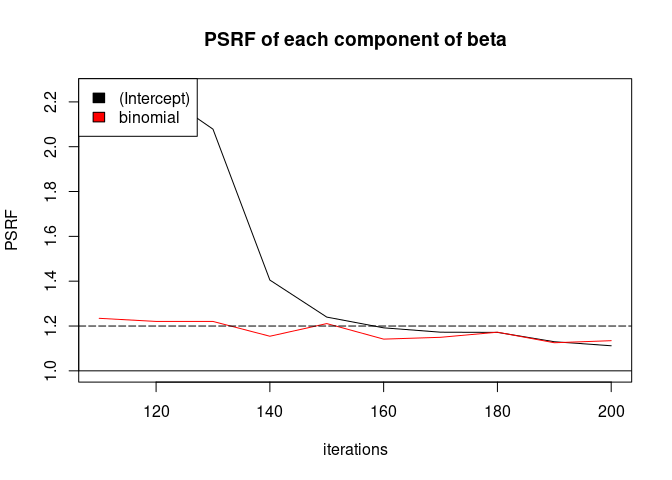 PSRF of each component of beta
(Intercept)
binomial
PSRF
2.2
2.0
1.8
1.6
1.4
1.2
1.0
120 140 160 180 200
iterations